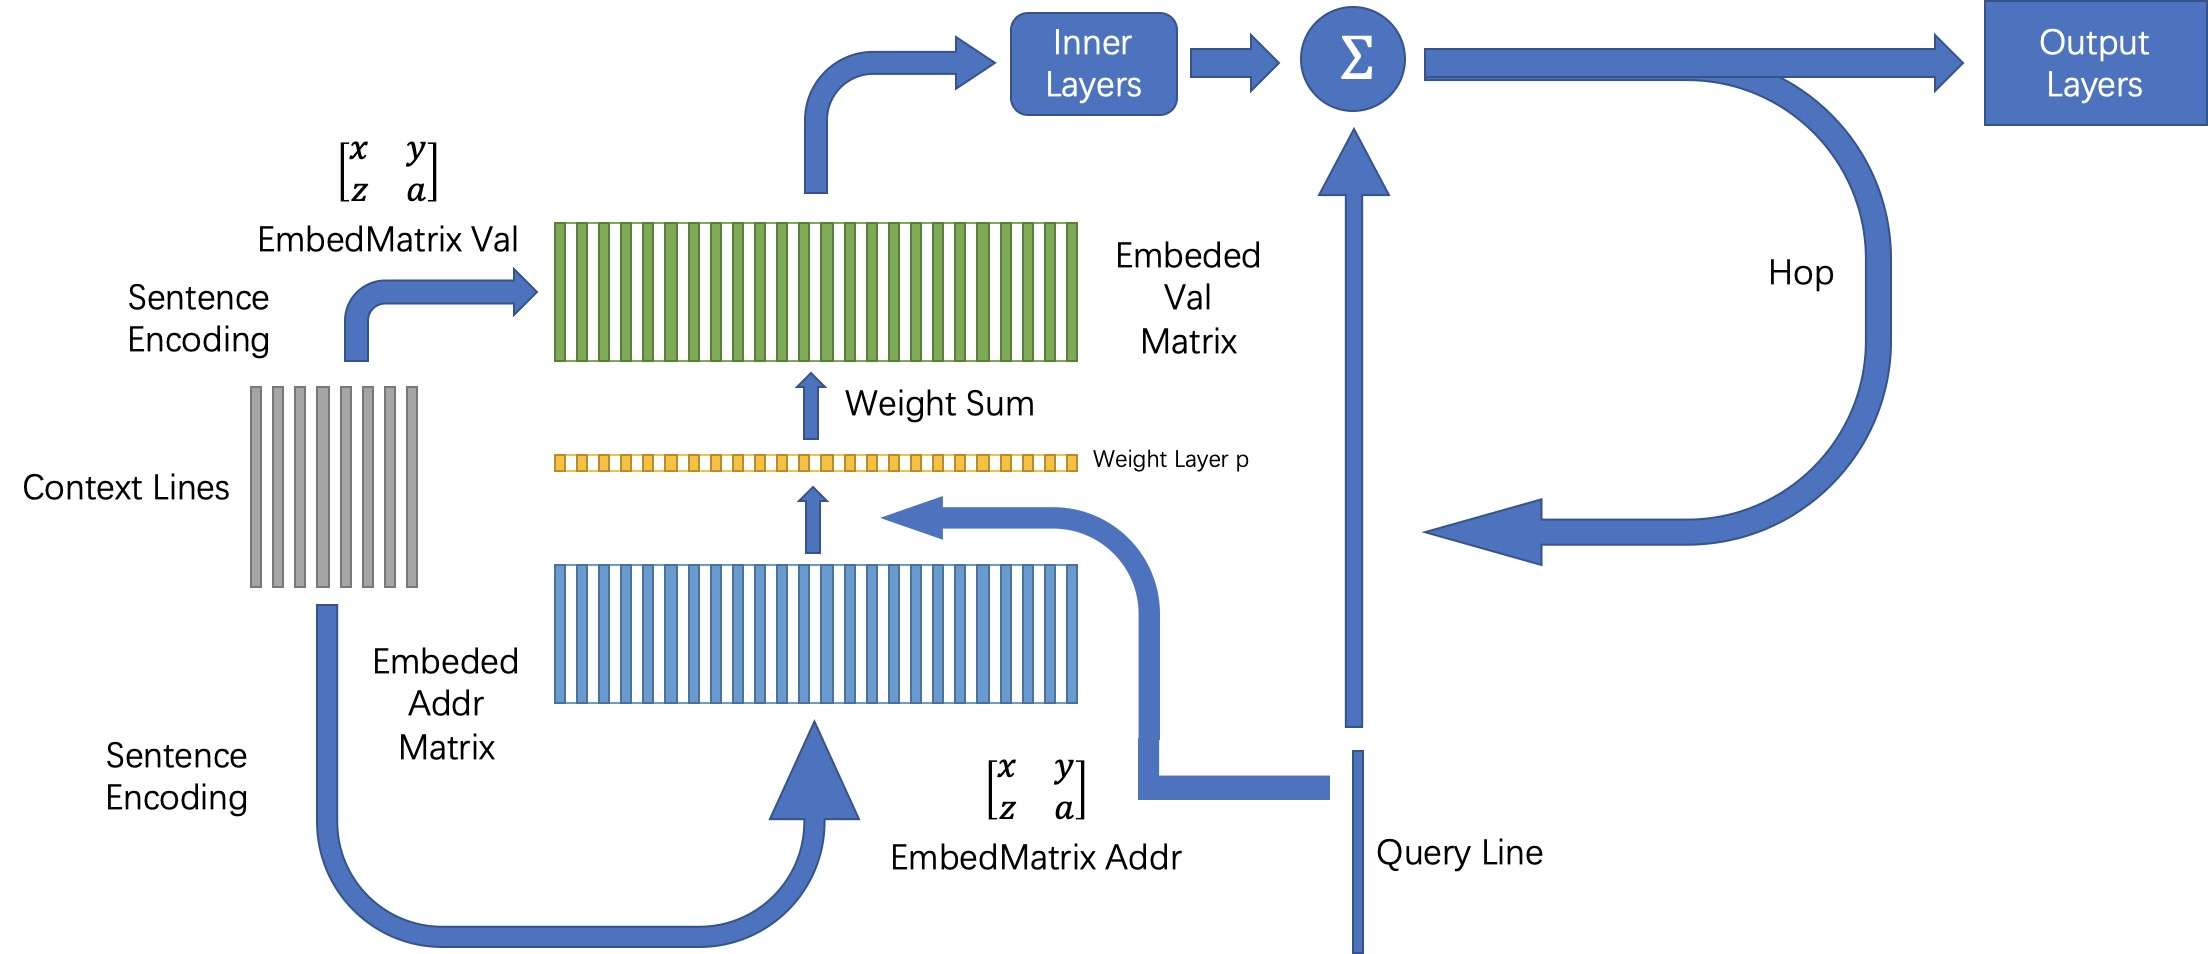 Inner
Layers
Σ
Output
Layers
[x y
z a]
EmbedMatrix Val
Sentence
Encoding
Embeded
Val
Matrix
Hop
Weight Sum
Weight Layer p
Context Lines
Embeded
Addr
Matrix
Sentence
Encoding
[x y
z a]
EmbedMatrix Addr
Query Line